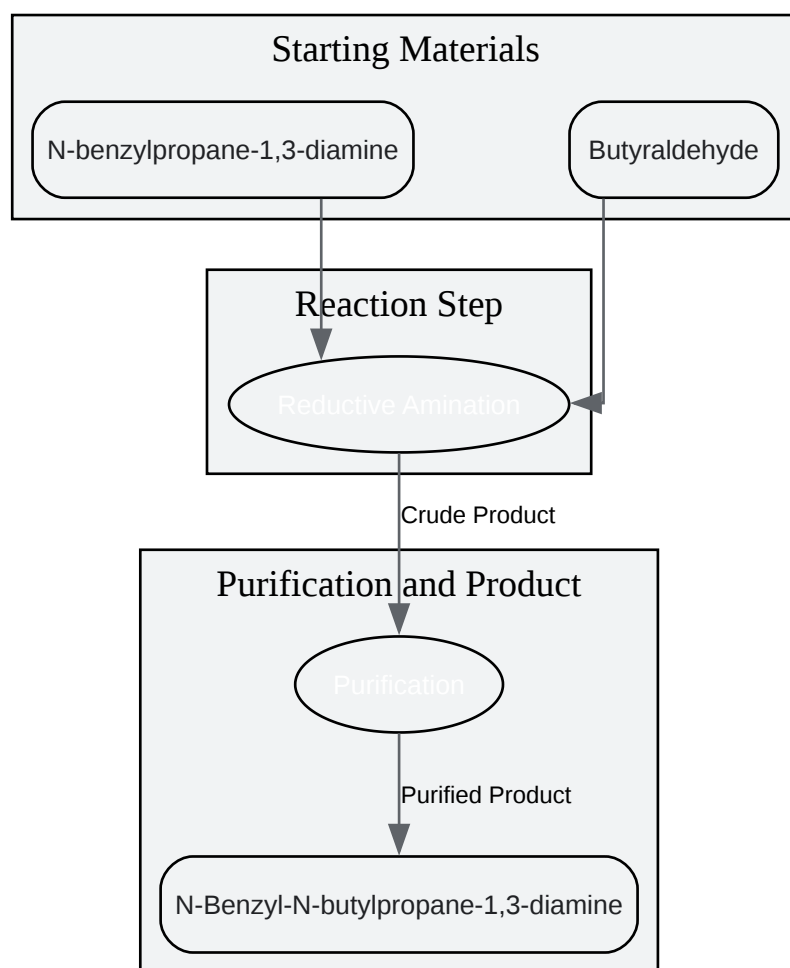 Starting Materials
N-benzylpropane-1,3-diamine
Butyraldehyde
Reaction Step
Reductive Amination
Crude Product
Purification and Product
Purification
Purified Product
N-Benzyl-N-butylpropane-1,3-diamine